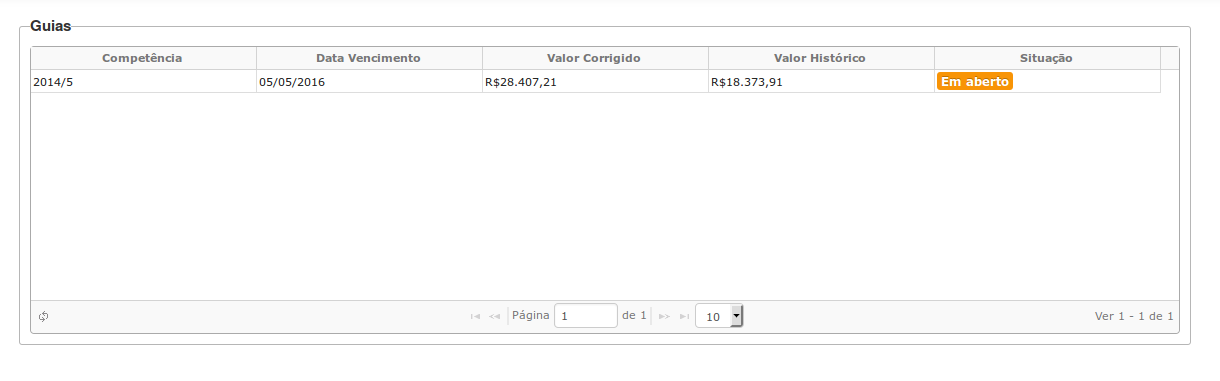 Guias
Competência Data Vencimento Valor Corrigido Valor Histórico Situação
2014/5 05/05/2016 R$28.407,21 R$18.373,91 Em aberto
Página 1 de 1 10 Ver 1 - 1 de 1